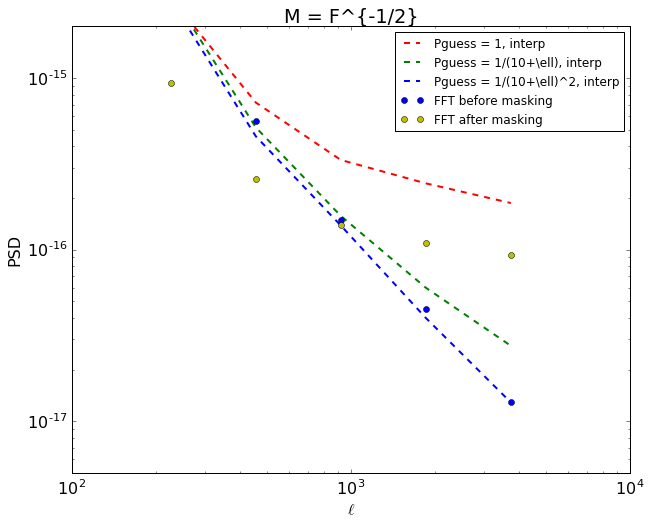 M = F^{-1/2}
Pguess = 1, interp
Pguess = 1/(10+\ell), interp
Pguess = 1/(10+\ell)^2, interp
FFT before masking
FFT after masking
PSD
10^-15
10^-16
10^-17
10^2
10^3
10^4
ℓ